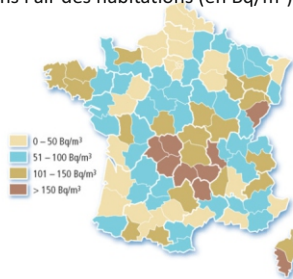 ns l'air des habitations (en Bq/m³)
0 – 50 Bq/m³
51 – 100 Bq/m³
101 – 150 Bq/m³
> 150 Bq/m³